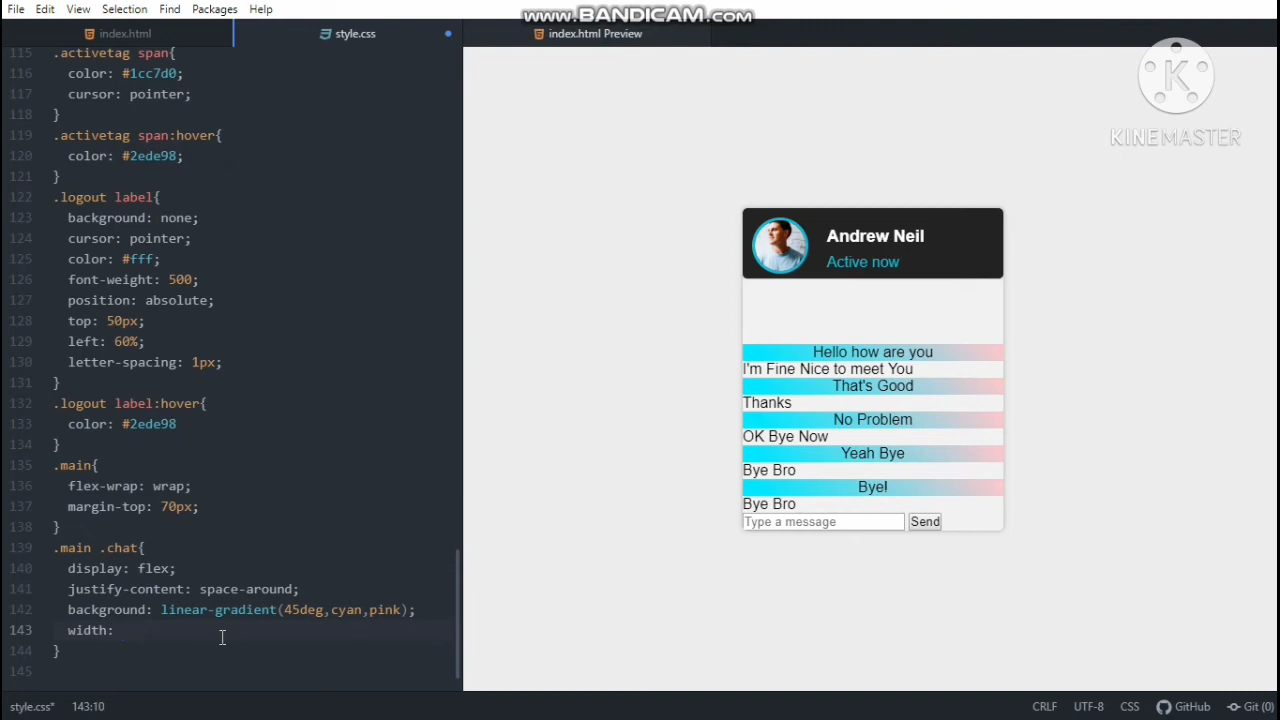 File Edit View Selection Find Packages Help
www.BANDICAM.com
index.html
style.css
index.html Preview
115 .activetag span{
116 color: #1cc7d0;
117 cursor: pointer;
118 }
119 .activetag span:hover{
120 color: #2ede98;
121 }
122 .logout label{
123 background: none;
124 cursor: pointer;
125 color: #fff;
126 font-weight: 500;
127 position: absolute;
128 top: 50px;
129 left: 60%;
130 letter-spacing: 1px;
131 }
132 .logout label:hover{
133 color: #2ede98
134 }
135 .main{
136 flex-wrap: wrap;
137 margin-top: 70px;
138 }
139 .main .chat{
140 display: flex;
141 justify-content: space-around;
142 background: linear-gradient(45deg,cyan,pink);
143 width:
144 }
145
K
KINEMASTER
Andrew Neil
Active now
Hello how are you
I'm Fine Nice to meet You
That's Good
Thanks
No Problem
OK Bye Now
Yeah Bye
Bye Bro
Bye!
Bye Bro
Type a message Send
style.css* 143:10 CRLF UTF-8 CSS GitHub Git (0)